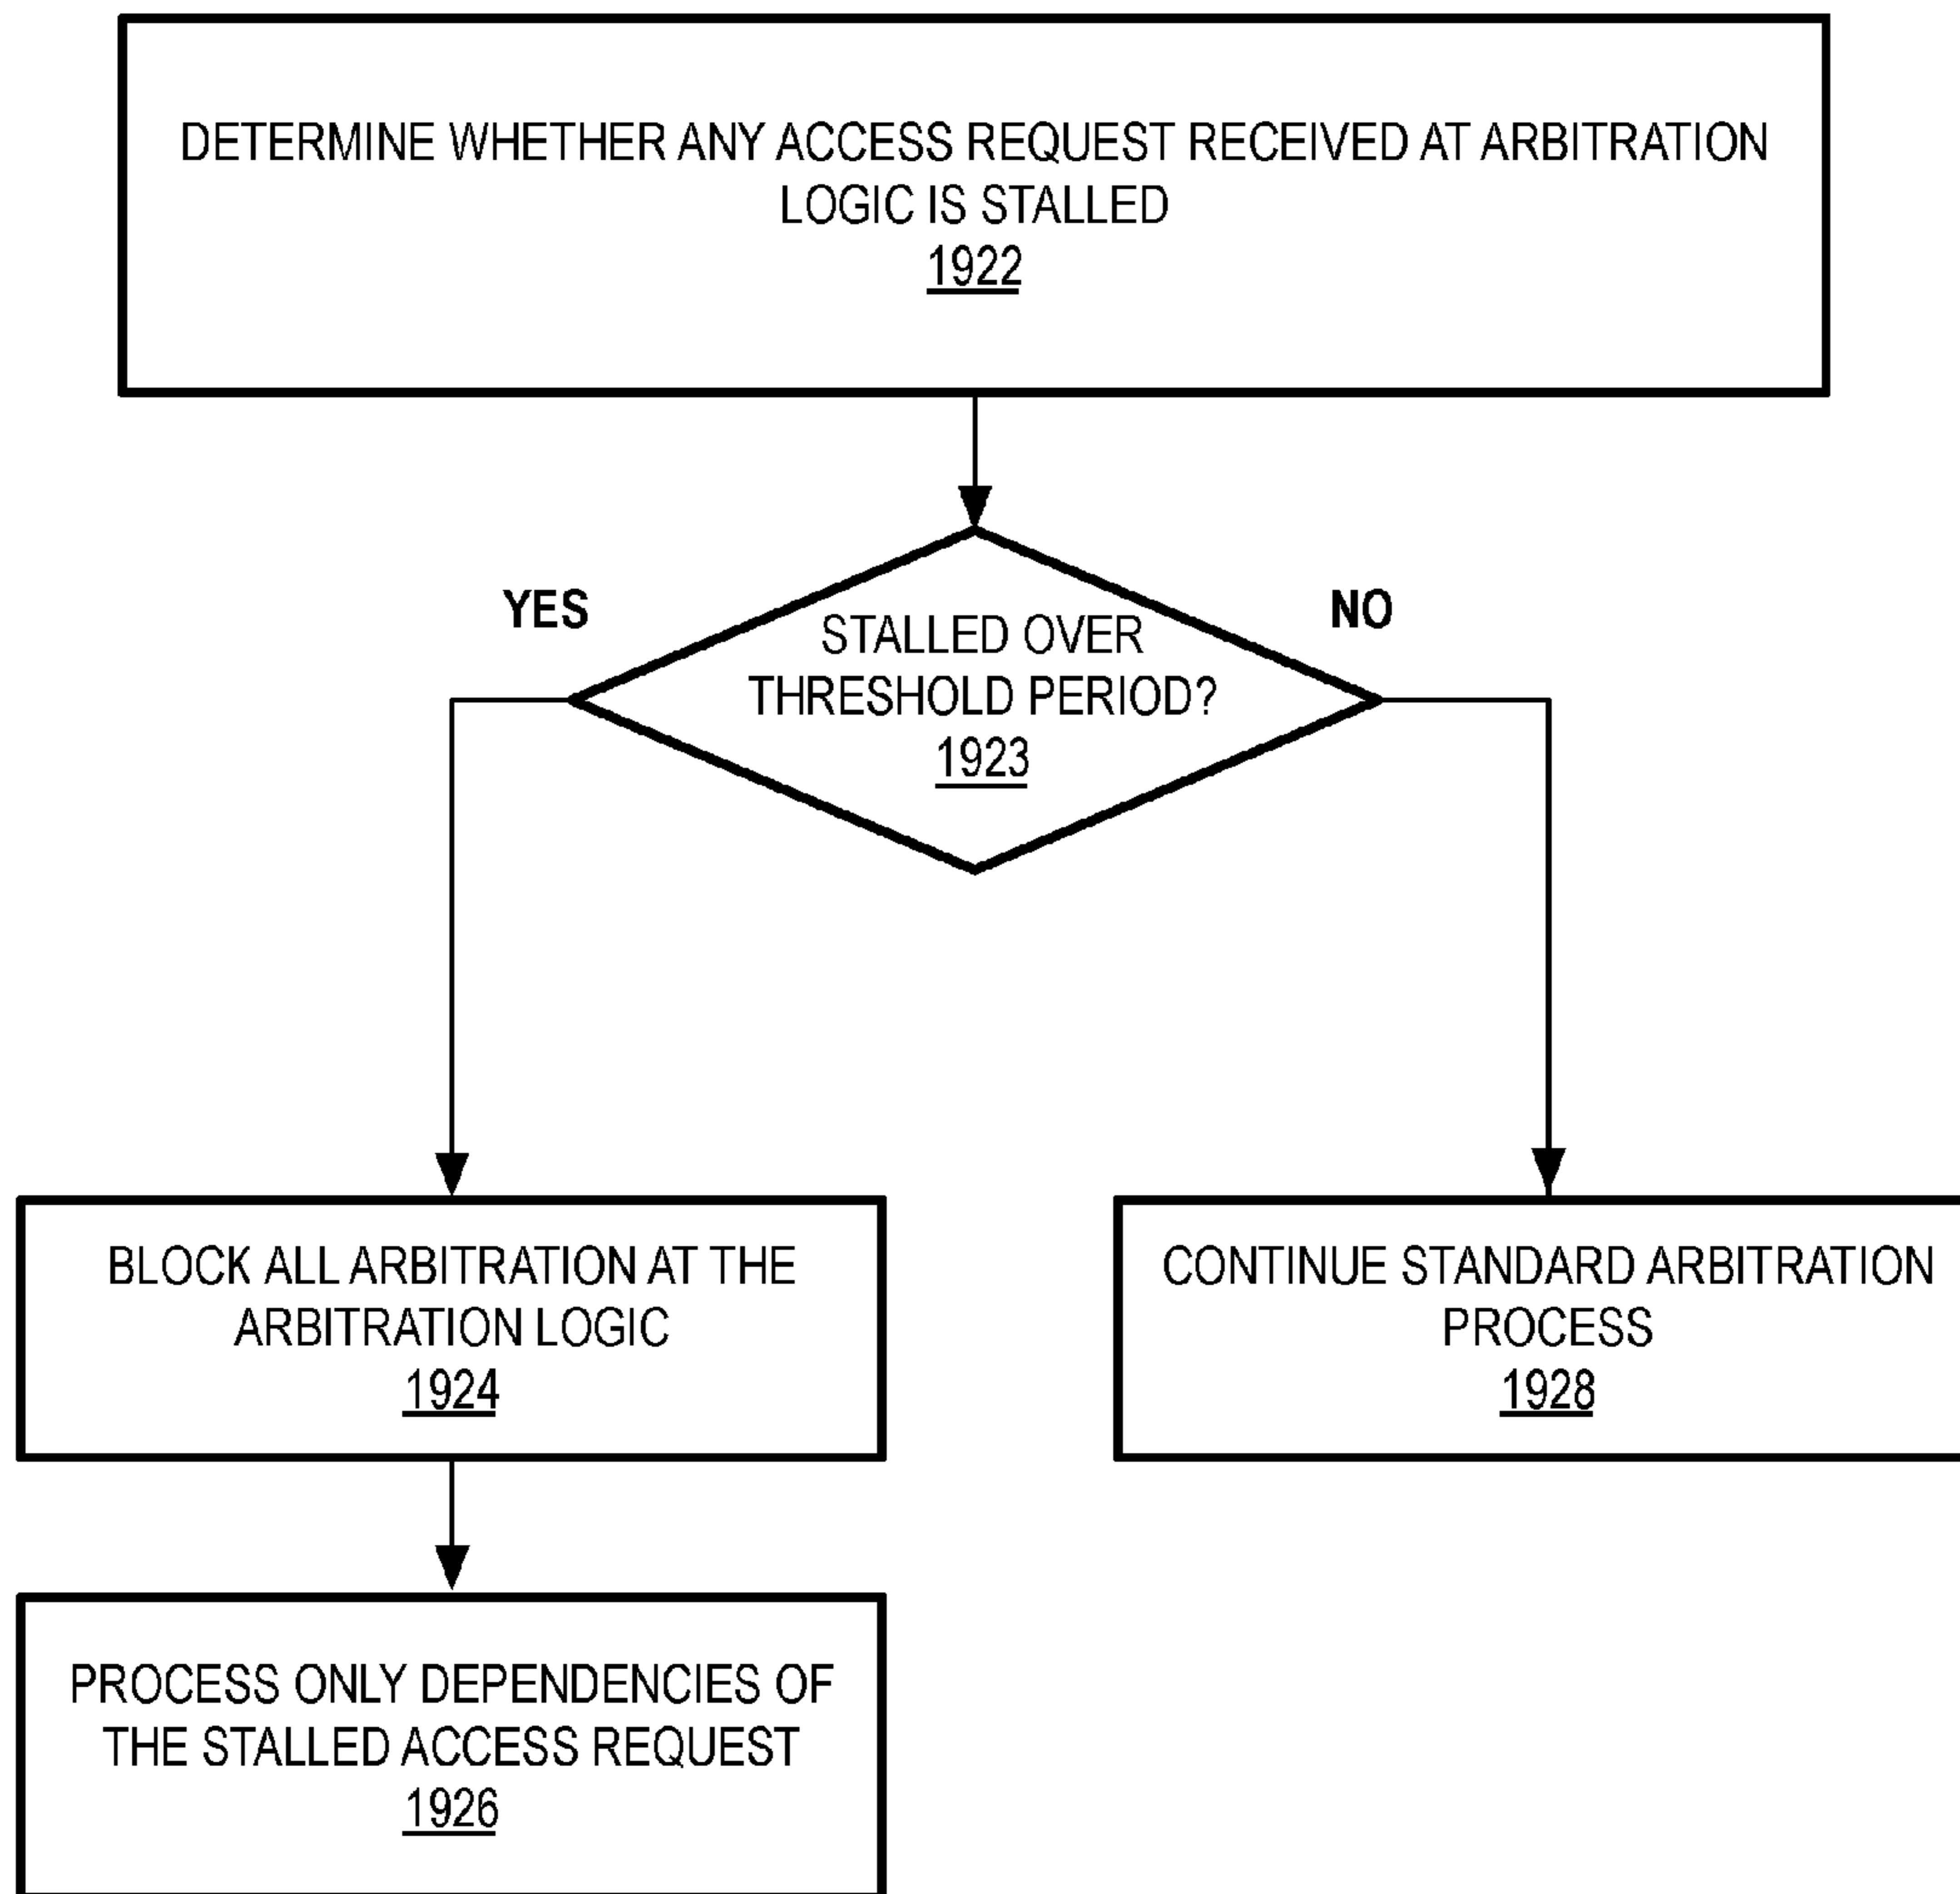 DETERMINE WHETHER ANY ACCESS REQUEST RECEIVED AT ARBITRATION
LOGIC IS STALLED
1922
YES
NO
STALLED OVER
THRESHOLD PERIOD?
1923
BLOCK ALL ARBITRATION AT THE
ARBITRATION LOGIC
1924
CONTINUE STANDARD ARBITRATION
PROCESS
1928
PROCESS ONLY DEPENDENCIES OF
THE STALLED ACCESS REQUEST
1926